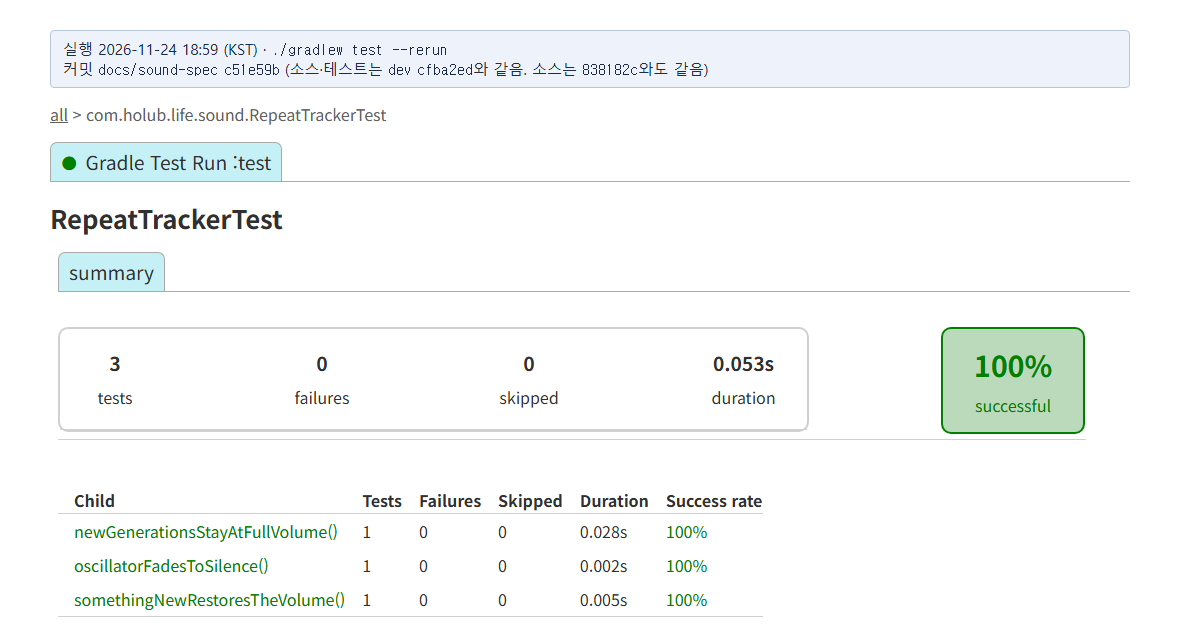 실행 2026-11-24 18:59 (KST) · ./gradlew test --rerun
커밋 docs/sound-spec c51e59b (소스·테스트는 dev cfba2ed와 같음. 소스는 838182c와도 같음)
all > com.holub.life.sound.RepeatTrackerTest
Gradle Test Run :test
RepeatTrackerTest
summary
3 0 0 0.053s
tests failures skipped duration
100%
successful
Child Tests Failures Skipped Duration Success rate
newGenerationsStayAtFullVolume() 1 0 0 0.028s 100%
oscillatorFadesToSilence() 1 0 0 0.002s 100%
somethingNewRestoresTheVolume() 1 0 0 0.005s 100%